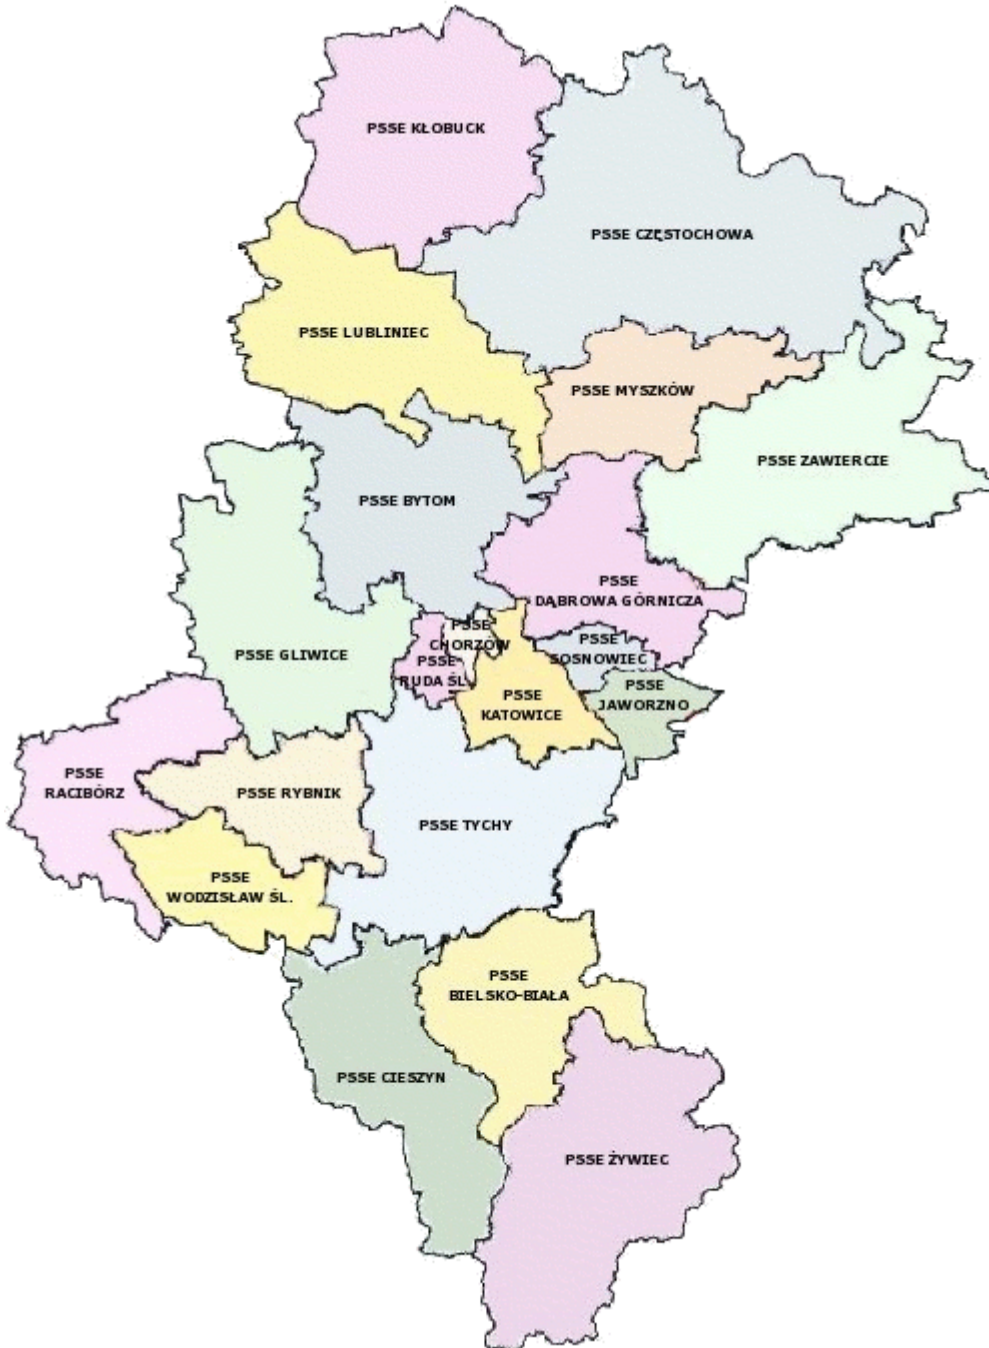 PSSE KŁOBUCK
PSSE CZĘSTOCHOWA
PSSE LUBLINIEC
PSSE MYSZKÓW
PSSE ZAWIERCIE
PSSE BYTOM
PSSE
DĄBROWA GÓRNICZA
PSSE
CHORZÓW
PSSE
SOSNOWIEC
PSSE GLIWICE
PSSE
RUDA ŚL.
PSSE
KATOWICE
PSSE
JAWORZNO
PSSE
RACIBÓRZ
PSSE RYBNIK
PSSE TYCHY
PSSE
WODZISŁAW ŚL.
PSSE
BIELSKO-BIAŁA
PSSE CIESZYN
PSSE ŻYWIEC